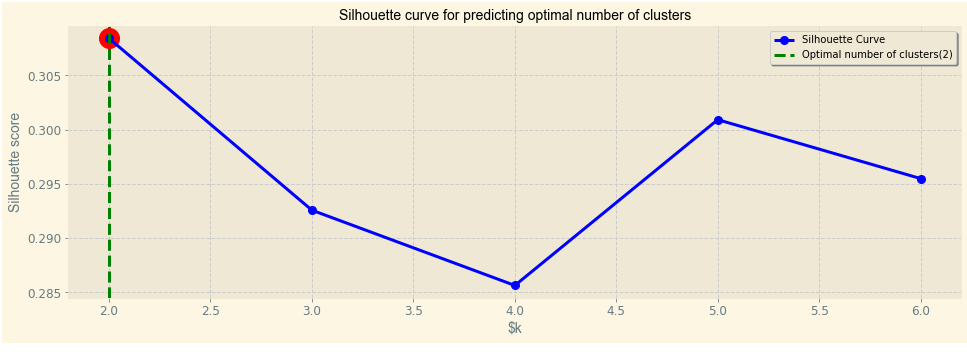 Silhouette curve for predicting optimal number of clusters
Silhouette Curve
Optimal number of clusters(2)
Silhouette score
0.305
0.300
0.295
0.290
0.285
2.0 2.5 3.0 3.5 4.0 4.5 5.0 5.5 6.0
$k